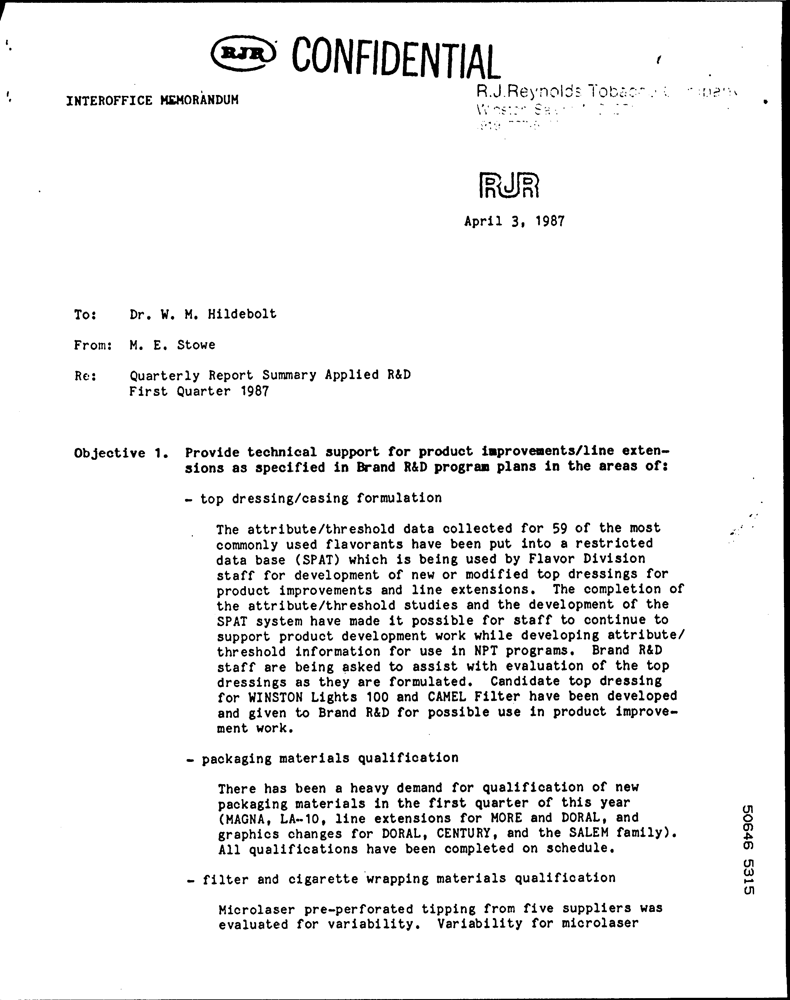 RJR CONFIDENTIAL
INTEROFFICE MEMORANDUM
R.J.Reynolds Tobacco
RJR
April 3, 1987
To: Dr. W. M. Hildebolt
From: M. E. Stowe
Re: Quarterly Report Summary Applied R&D
First Quarter 1987
Objective 1. Provide technical support for product improvements/line exten-
sions as specified in Brand R&D program plans in the areas of:
- top dressing/casing formulation
The attribute/threshold data collected for 59 of the most
commonly used flavorants have been put into a restricted
data base (SPAT) which is being used by Flavor Division
staff for development of new or modified top dressings for
product improvements and line extensions. The completion of
the attribute/threshold studies and the development of the
SPAT system have made it possible for staff to continue to
support product development work while developing attribute/
threshold information for use in NPT programs. Brand R&D
staff are being asked to assist with evaluation of the top
dressings as they are formulated. Candidate top dressing
for WINSTON Lights 100 and CAMEL Filter have been developed
and given to Brand R&D for possible use in product improve-
ment work.
- packaging materials qualification
There has been a heavy demand for qualification of new
packaging materials in the first quarter of this year
(MAGNA, LA-10, line extensions for MORE and DORAL, and
graphics changes for DORAL, CENTURY, and the SALEM family).
All qualifications have been completed on schedule.
- filter and cigarette wrapping materials qualification
Microlaser pre-perforated tipping from five suppliers was
evaluated for variability. Variability for microlaser
50646 5315